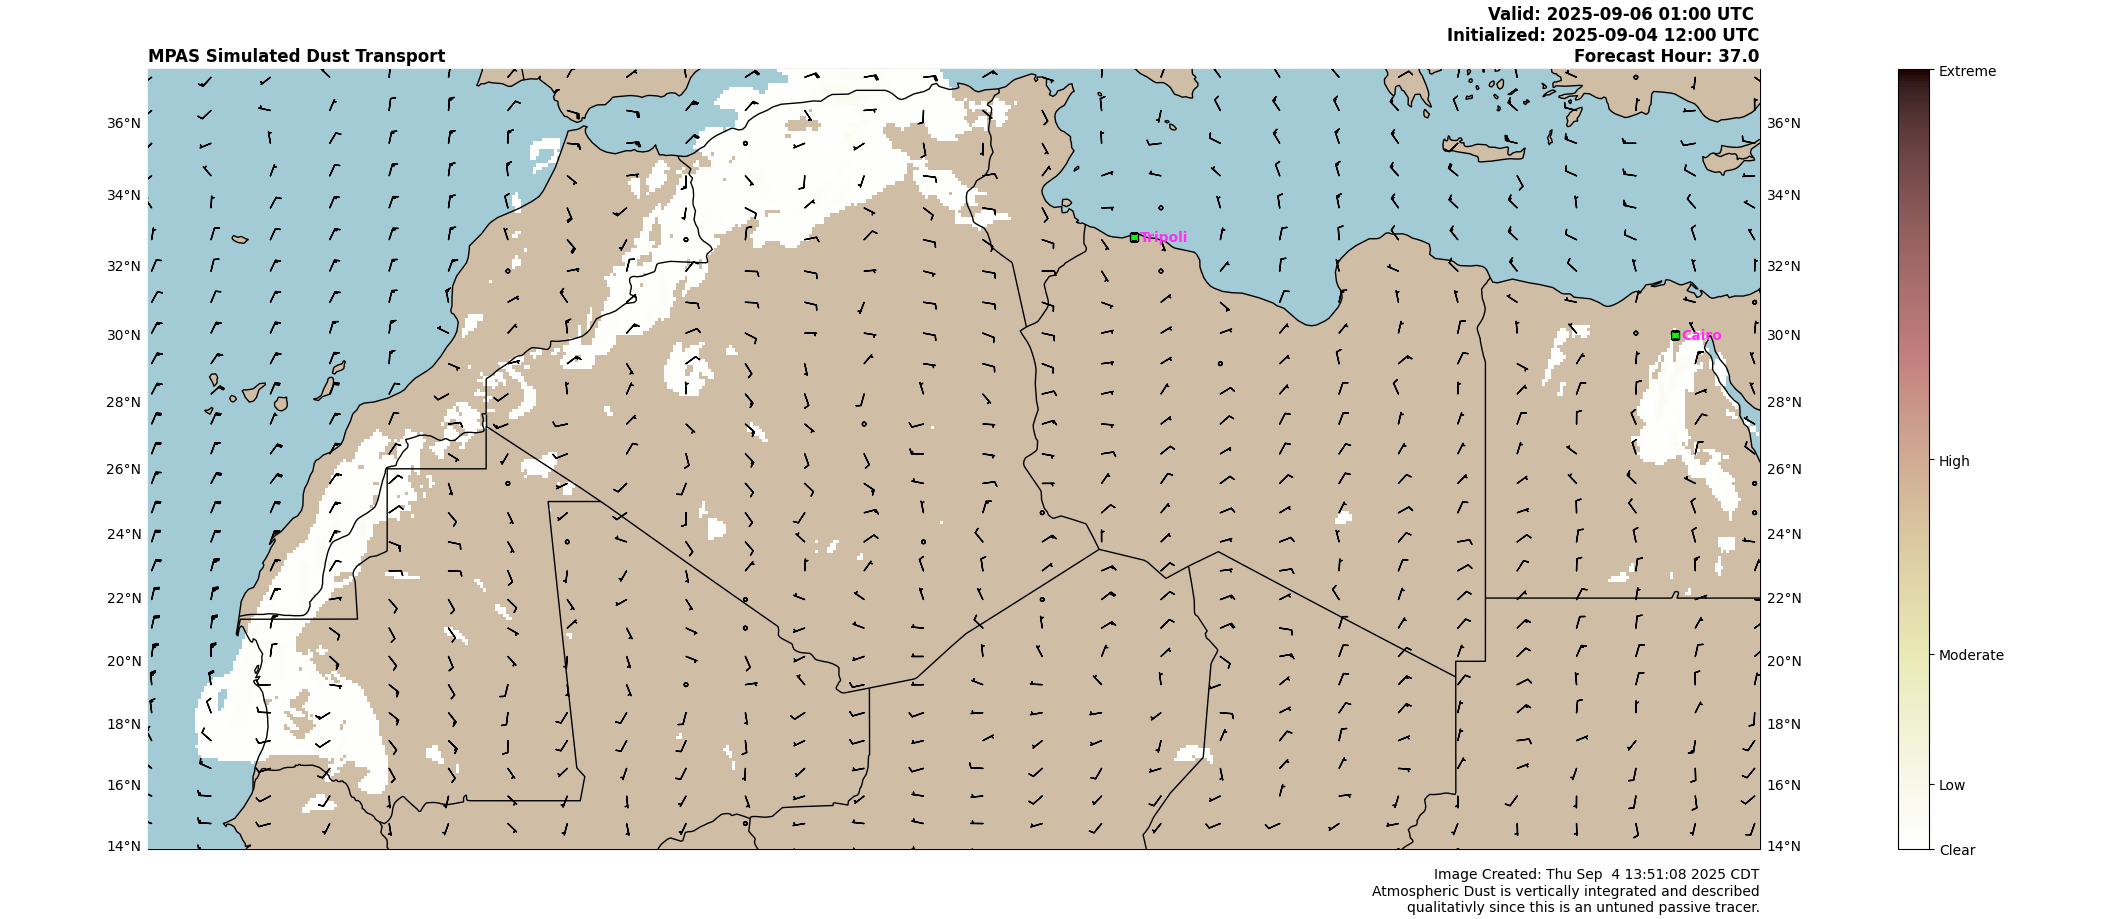 Valid: 2025-09-06 01:00 UTC
Initialized: 2025-09-04 12:00 UTC
MPAS Simulated Dust Transport
Forecast Hour: 37.0
Extreme
36°N
36°N
34°N
34°N
Tripoli
32°N
32°N
30°N
Cairo
30°N
28°N
28°N
26°N
26°N
High
24°N
24°N
22°N
22°N
20°N
20°N
Moderate
18°N
18°N
16°N
16°N
Low
14°N
14°N
Clear
Image Created: Thu Sep  4 13:51:08 2025 CDT
Atmospheric Dust is vertically integrated and described
qualitativly since this is an untuned passive tracer.